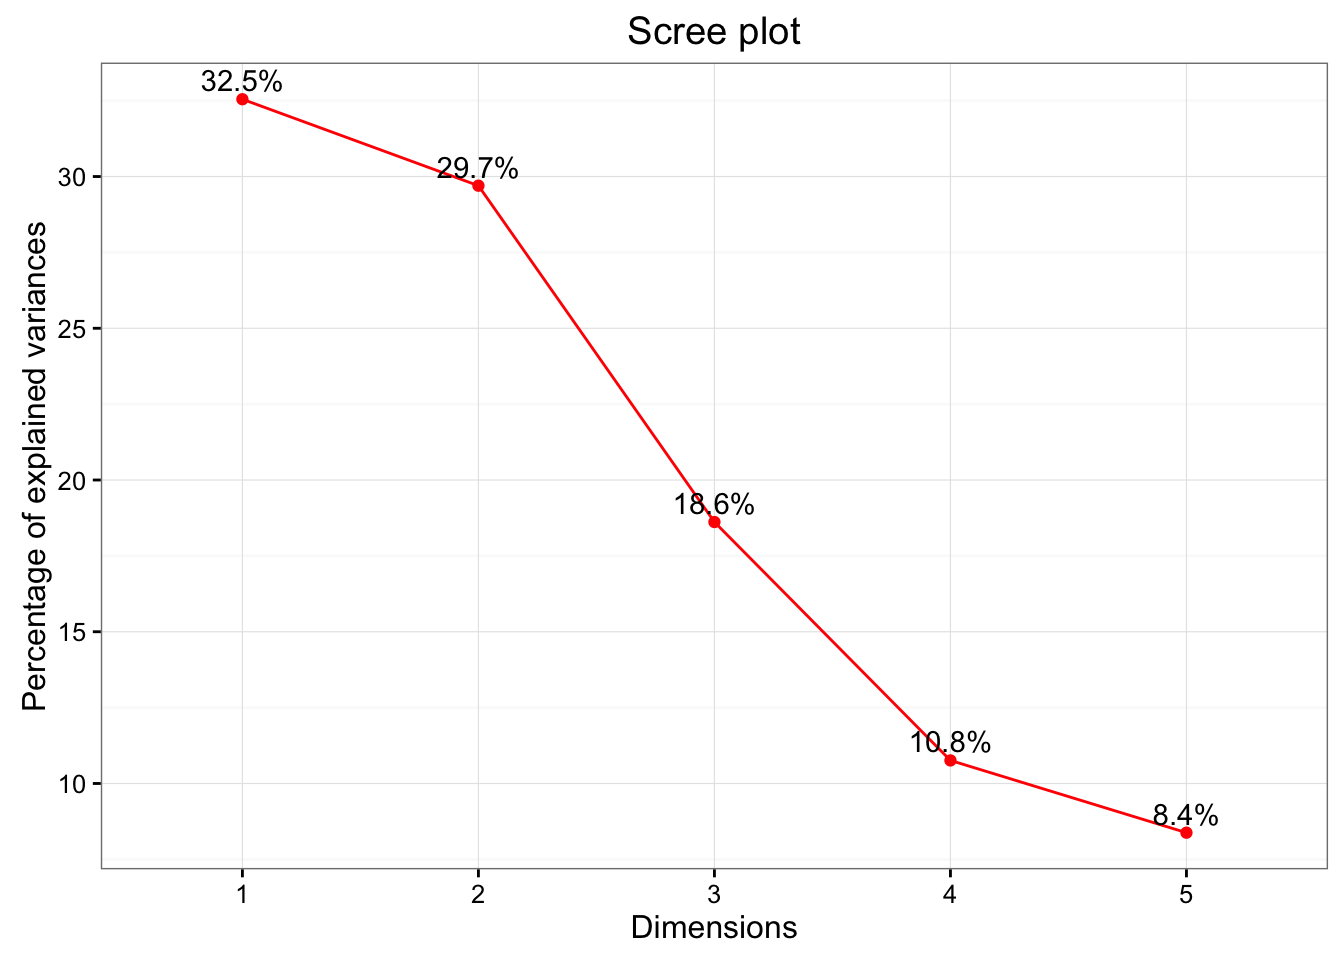 Scree plot
Percentage of explained variances
30
25
20
15
10
32.5%
29.7%
18.6%
10.8%
8.4%
1 2 3 4 5
Dimensions